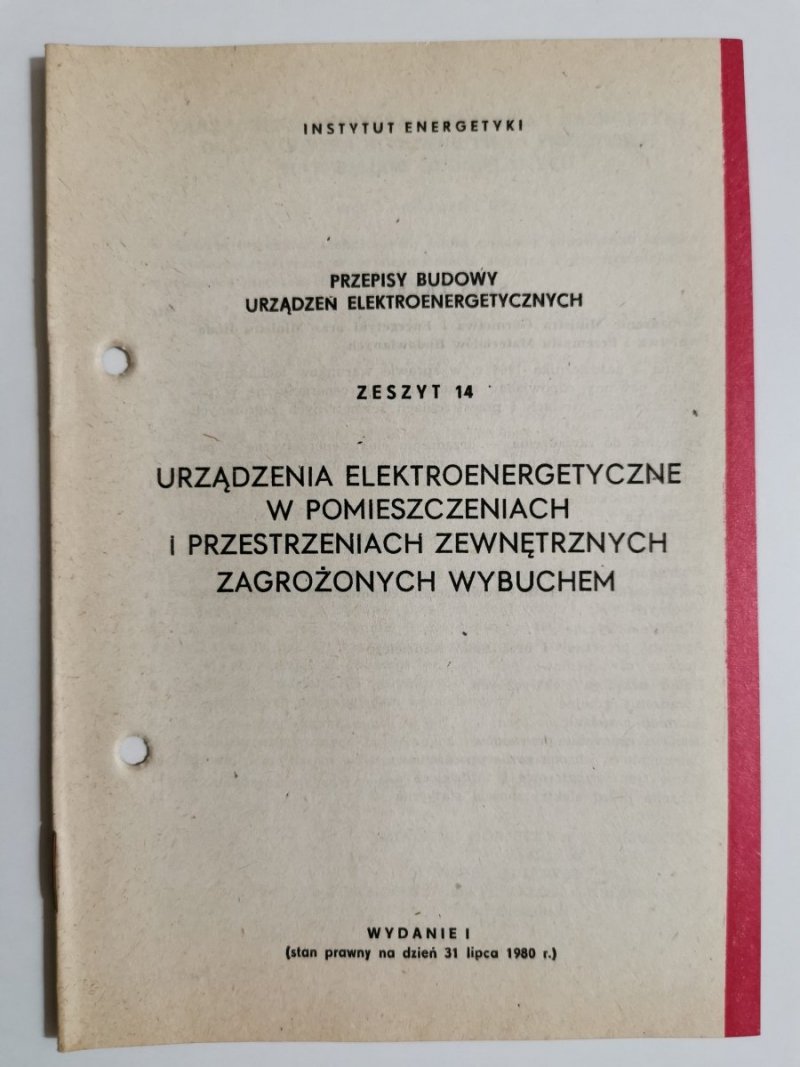 INSTYTUT ENERGETYKI
PRZEPISY BUDOWY
URZĄDZEŃ ELEKTROENERGETYCZNYCH
ZESZYT 14
URZĄDZENIA ELEKTROENERGETYCZNE
W POMIESZCZENIACH
I PRZESTRZENIACH ZEWNĘTRZNYCH
ZAGROŻONYCH WYBUCHEM
WYDANIE I
(stan prawny na dzień 31 lipca 1980 r.)